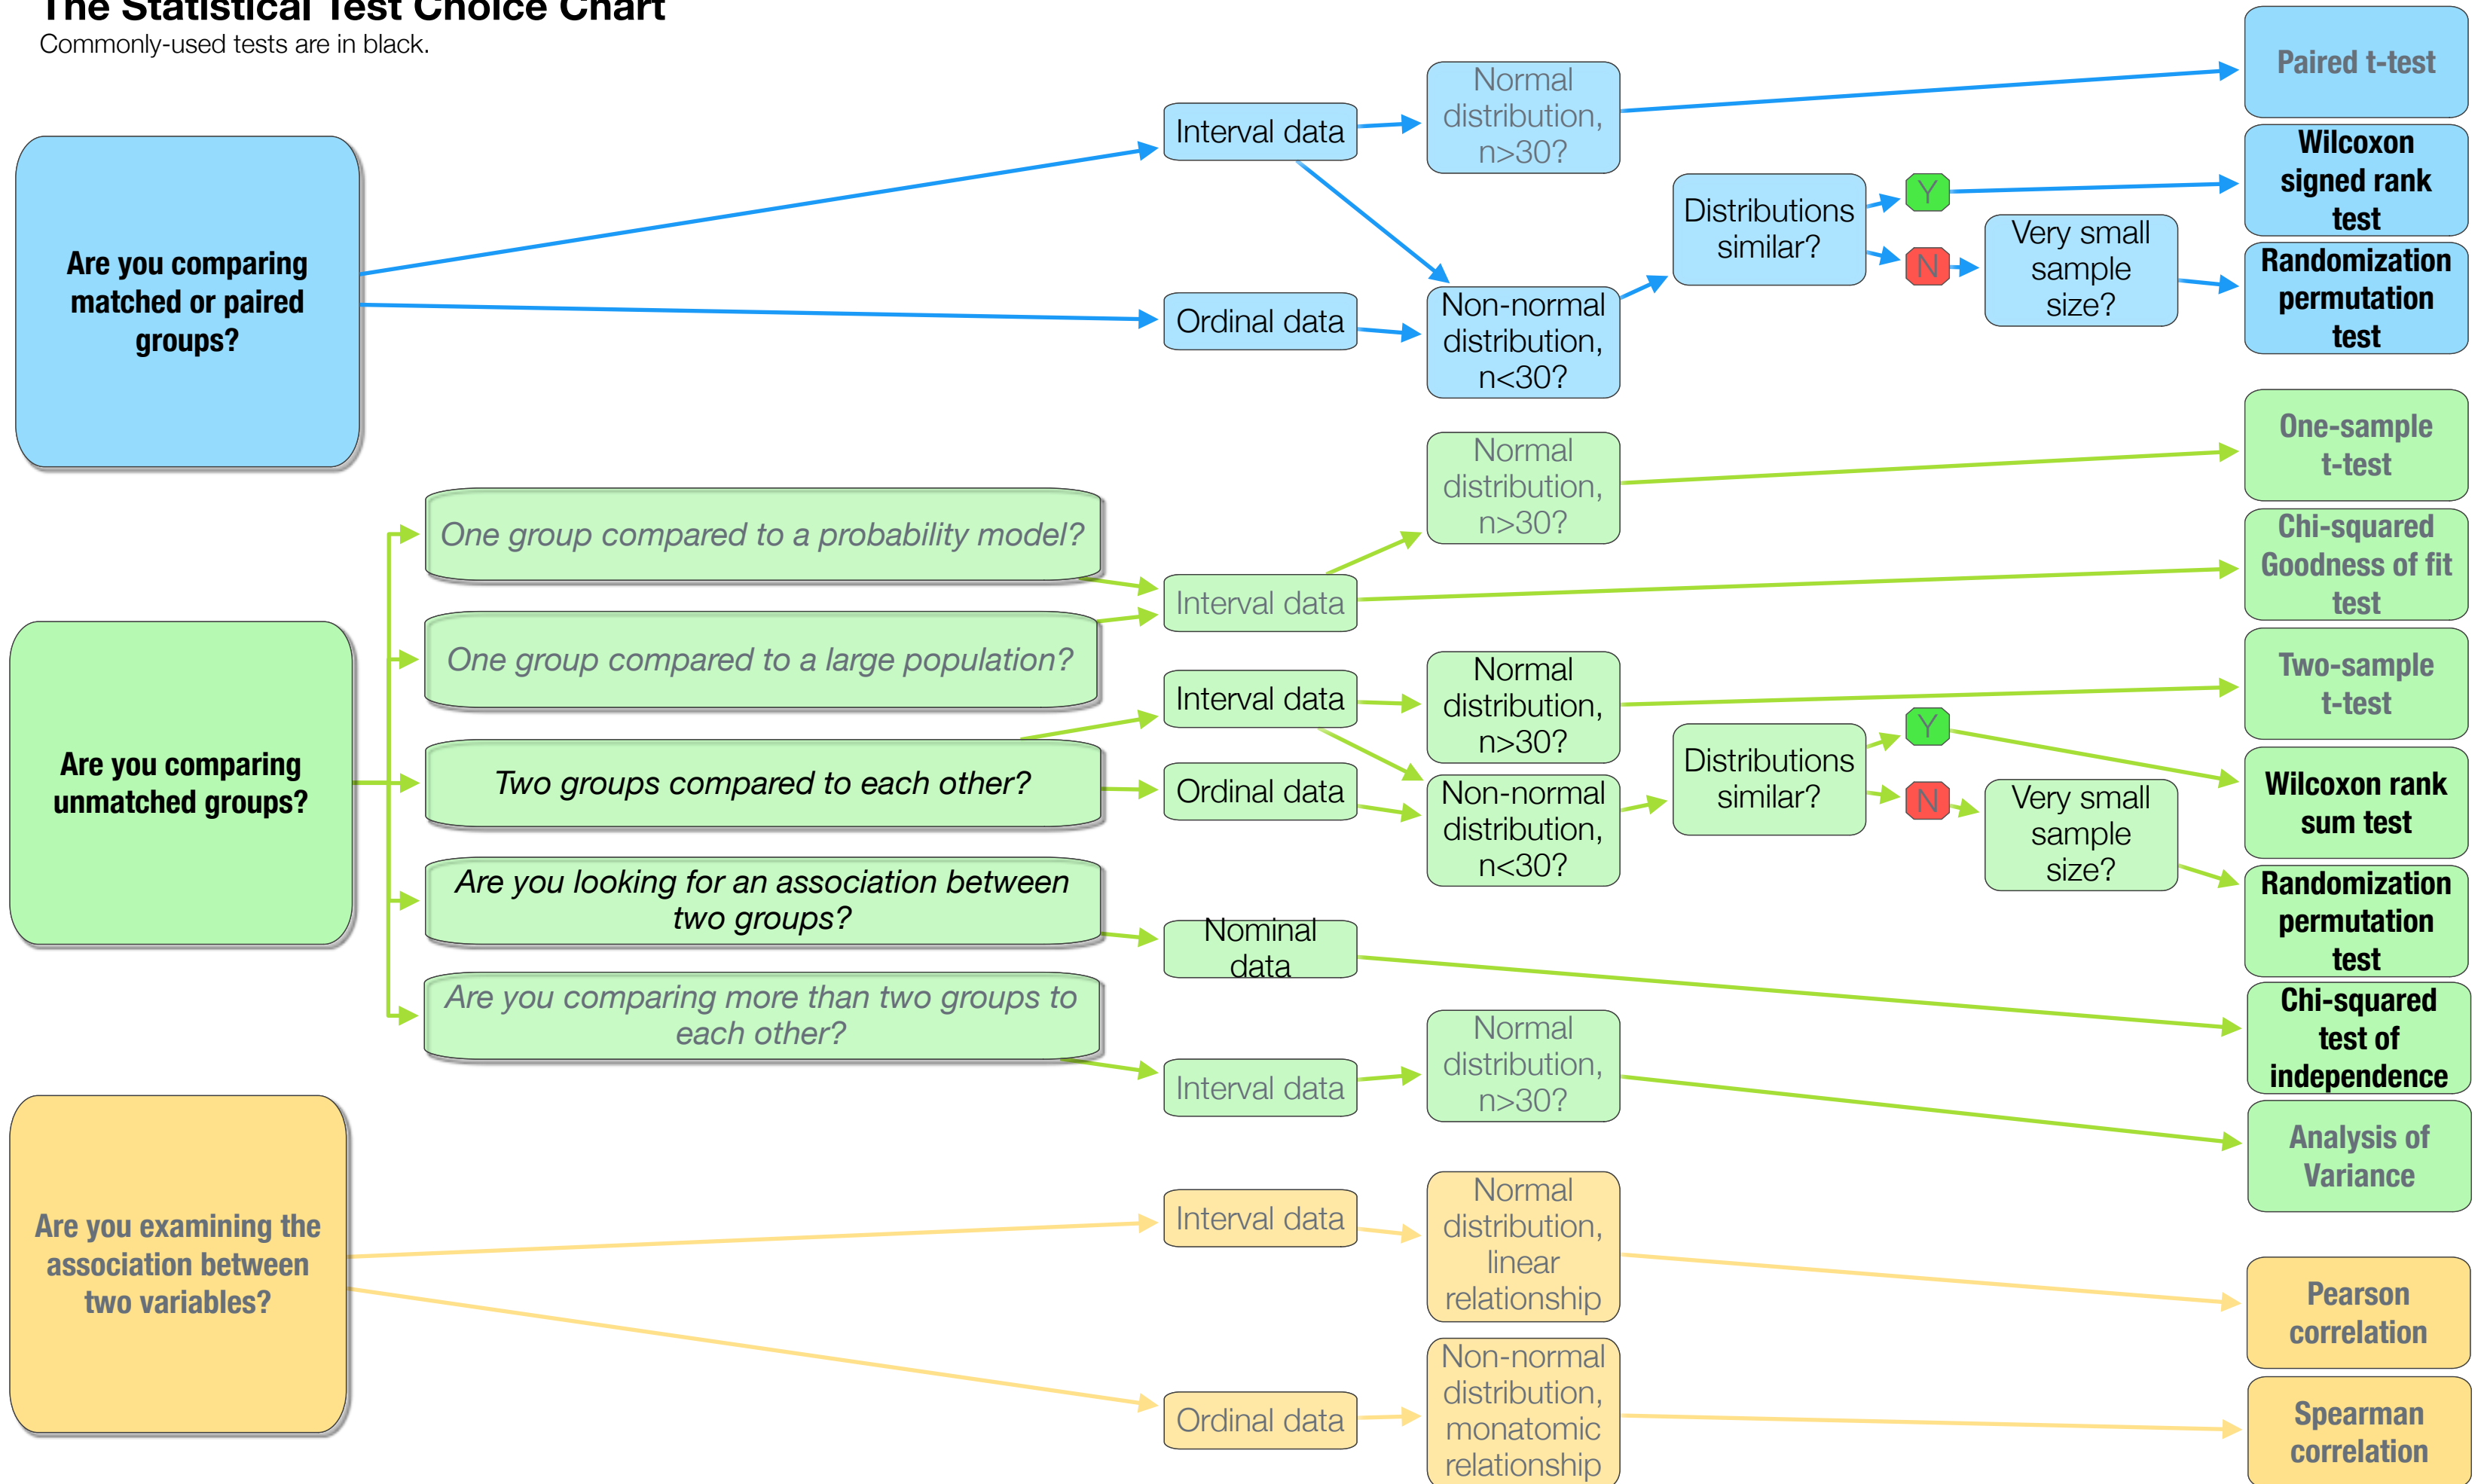 The Statistical Test Choice Chart
Commonly-used tests are in black.
Are you comparing
matched or paired
groups?
Interval data
Normal
distribution,
n>30?
Paired t-test
Ordinal data
Non-normal
distribution,
n<30?
Distributions
similar?
Y
N
Very small
sample
size?
Wilcoxon
signed rank
test
Randomization
permutation
test
Are you comparing
unmatched groups?
One group compared to a probability model?
One group compared to a large population?
Interval data
Normal
distribution,
n>30?
One-sample
t-test
Chi-squared
Goodness of fit
test
Two groups compared to each other?
Interval data
Normal
distribution,
n>30?
Two-sample
t-test
Ordinal data
Non-normal
distribution,
n<30?
Distributions
similar?
Y
N
Very small
sample
size?
Wilcoxon rank
sum test
Randomization
permutation
test
Are you looking for an association between
two groups?
Nominal
data
Chi-squared
test of
independence
Are you comparing more than two groups to
each other?
Interval data
Normal
distribution,
n>30?
Analysis of
Variance
Are you examining the
association between
two variables?
Interval data
Normal
distribution,
linear
relationship
Pearson
correlation
Ordinal data
Non-normal
distribution,
monatomic
relationship
Spearman
correlation